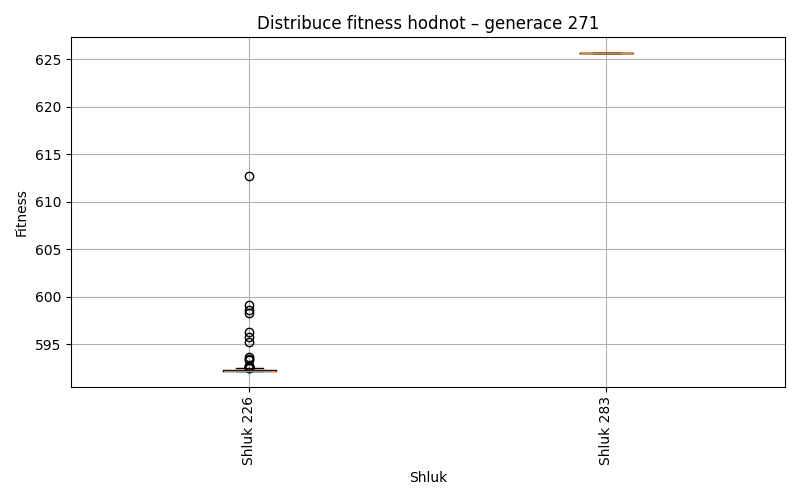 Distribuce fitness hodnot – generace 271
Fitness
625
620
615
610
605
600
595
Shluk 226
Shluk 283
Shluk